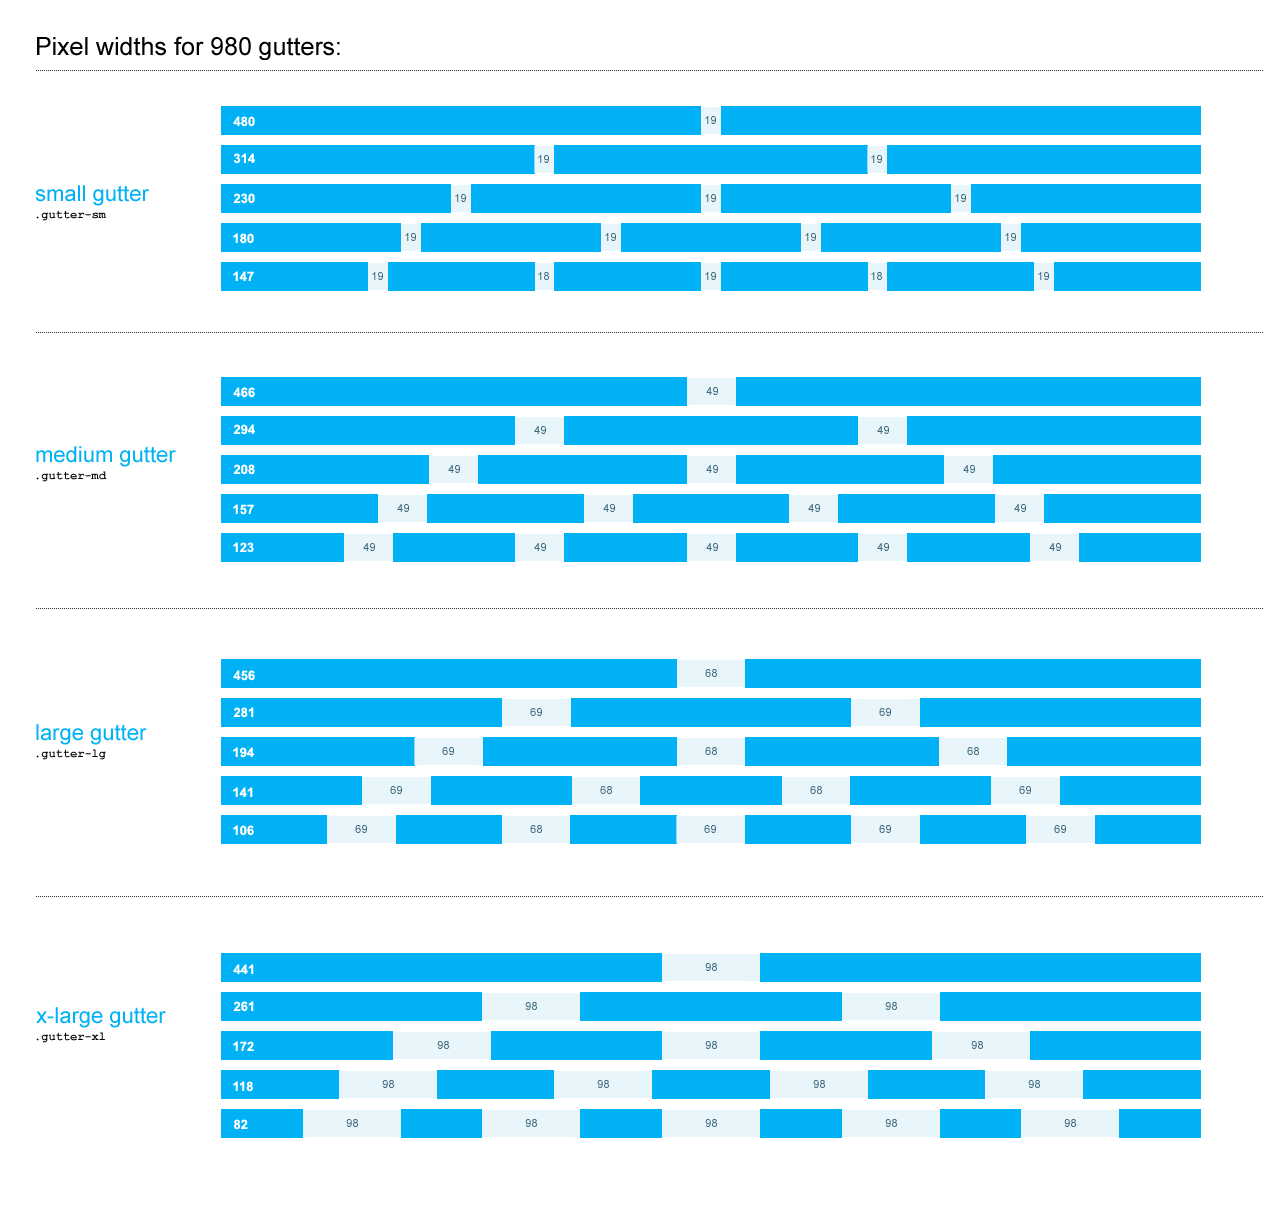 Pixel widths for 980 gutters:
480 19
314 19 19
small gutter
.gutter-sm
230 19 19 19
180 19 19 19 19
147 19 18 19 18 19
466 49
294 49 49
medium gutter
.gutter-md
208 49 49 49
157 49 49 49 49
123 49 49 49 49 49
456 68
281 69 69
large gutter
.gutter-lg
194 69 68 68
141 69 68 68 69
106 69 68 69 69 69
441 98
261 98 98
x-large gutter
.gutter-xl
172 98 98 98
118 98 98 98 98
82 98 98 98 98 98